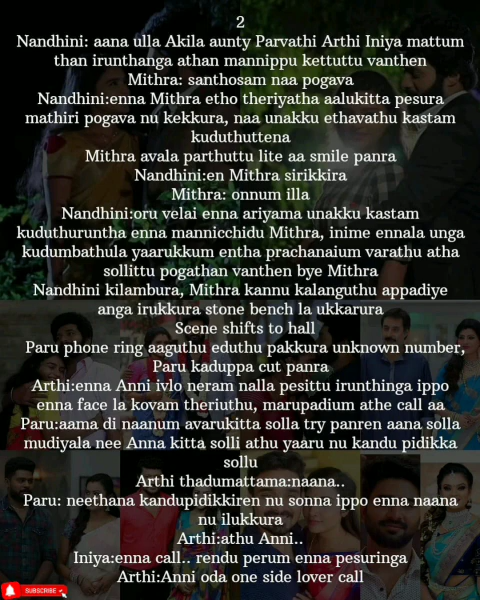 2
Nandhini: aana ulla Akila aunty Parvathi Arthi Iniya mattum
than irunthanga athan mannippu kettuttu vanthen
Mithra: santhosam naa pogava
Nandhini:enna Mithra etho theriyatha aalukitta pesura
mathiri pogava nu kekkura, naa unakku ethavathu kastam
kuduthuttena
Mithra avala parthuttu lite aa smile panra
Nandhini:en Mithra sirikkira
Mithra: onnum illa
Nandhini:oru velai enna ariyama unakku kastam
kuduthuruntha enna mannicchidu Mithra, inime ennala unga
kudumbathula yaarukkum entha prachanaium varathu atha
sollittu pogathan vanthen bye Mithra
Nandhini kilambura, Mithra kannu kalanguthu appadiye
anga irukkura stone bench la ukkarura
Scene shifts to hall
Paru phone ring aaguthu eduthu pakkura unknown number,
Paru kaduppa cut panra
Arthi:enna Anni ivlo neram nalla pesittu irunthinga ippo
enna face la kovam theriuthu, marupadium athe call aa
Paru:aama di naanum avarukitta solla try panren aana solla
mudiyala nee Anna kitta solli athu yaaru nu kandu pidikka
sollu
Arthi thadumattama:naana..
Paru: neethana kandupidikkiren nu sonna ippo enna naana
nu ilukkura
Arthi:athu Anni..
Iniya:enna call.. rendu perum enna pesuringa
Arthi:Anni oda one side lover call
SUBSCRIBE